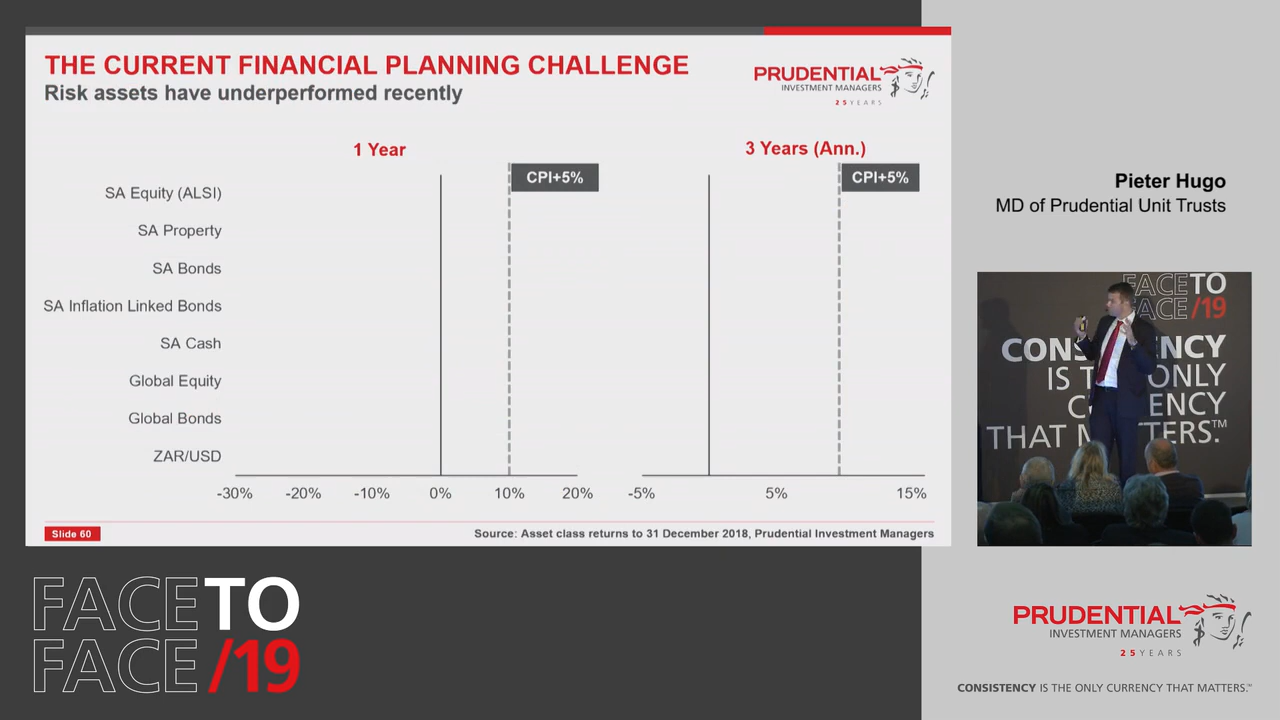 THE CURRENT FINANCIAL PLANNING CHALLENGE
Risk assets have underperformed recently
PRUDENTIAL
INVESTMENT MANAGERS
25 YEARS
1 Year
3 Years (Ann.)
CPI+5%
CPI+5%
SA Equity (ALSI)
SA Property
SA Bonds
SA Inflation Linked Bonds
SA Cash
Global Equity
Global Bonds
ZAR/USD
-30% -20% -10% 0% 10% 20%
-5% 5% 15%
Slide 60
Source: Asset class returns to 31 December 2018, Prudential Investment Managers
Pieter Hugo
MD of Prudential Unit Trusts
FACE TO
FACE /19
CONS NCY
IS T ONLY
C ENCY
THAT M TERS.™
FACE TO
FACE /19
PRUDENTIAL
INVESTMENT MANAGERS
25 YEARS
CONSISTENCY IS THE ONLY CURRENCY THAT MATTERS.™